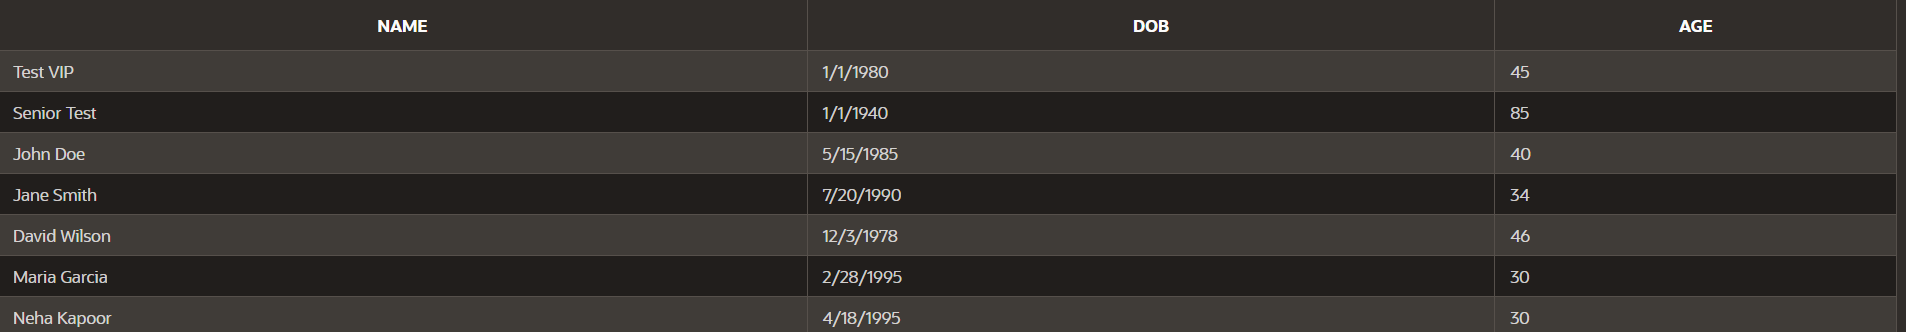 NAME DOB AGE
Test VIP 1/1/1980 45
Senior Test 1/1/1940 85
John Doe 5/15/1985 40
Jane Smith 7/20/1990 34
David Wilson 12/3/1978 46
Maria Garcia 2/28/1995 30
Neha Kapoor 4/18/1995 30